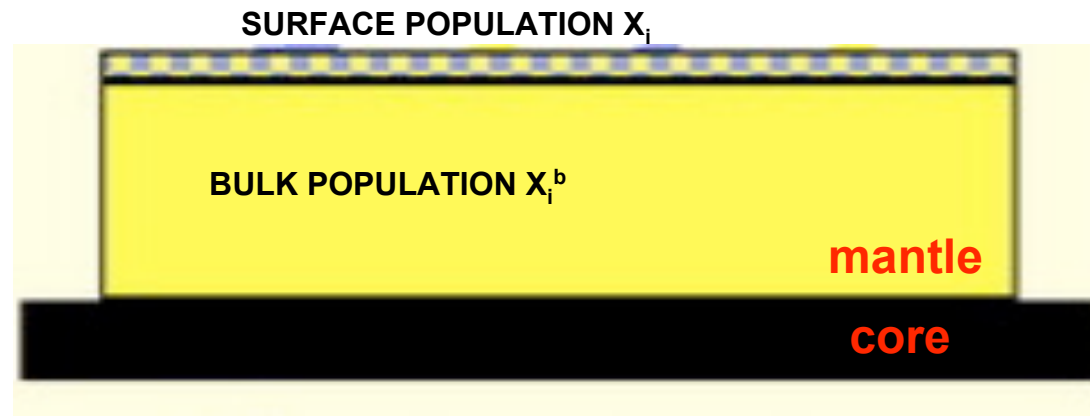 SURFACE POPULATION Xi
BULK POPULATION Xib
mantle
core